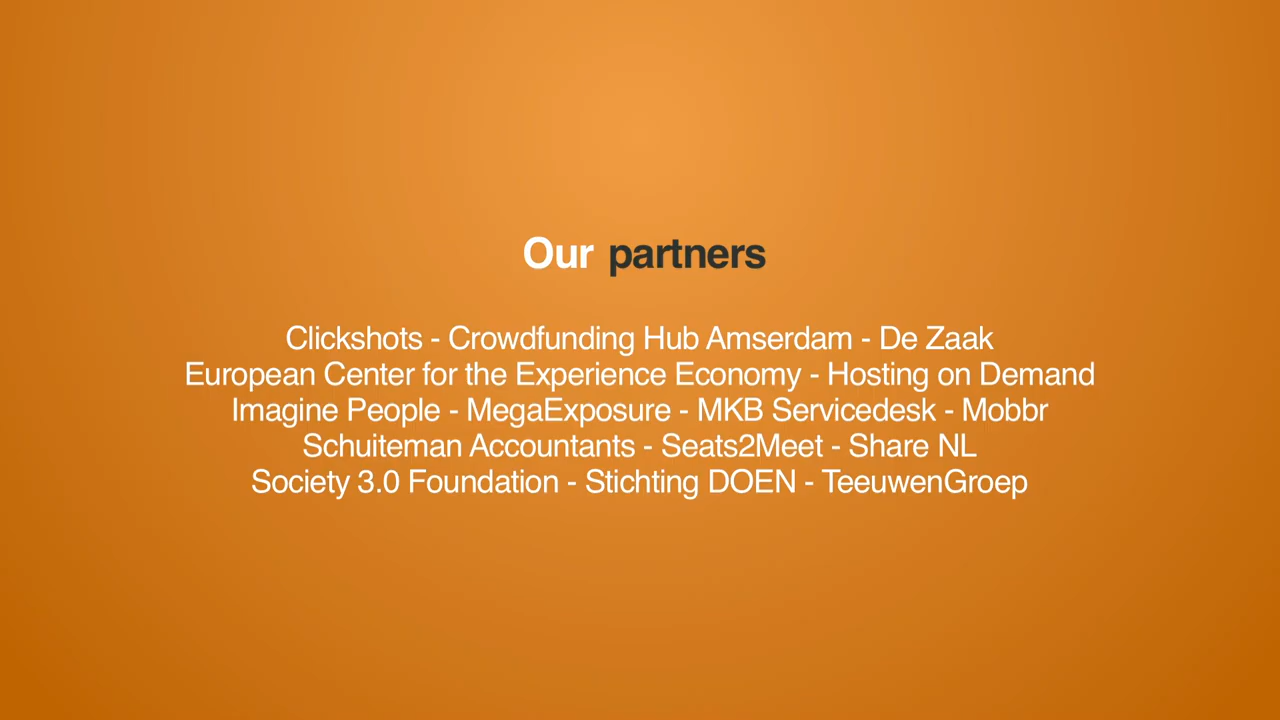 Our partners
Clickshots - Crowdfunding Hub Amserdam - De Zaak
European Center for the Experience Economy - Hosting on Demand
Imagine People - MegaExposure - MKB Servicedesk - Mobbr
Schuiteman Accountants - Seats2Meet - Share NL
Society 3.0 Foundation - Stichting DOEN - TeeuwenGroep